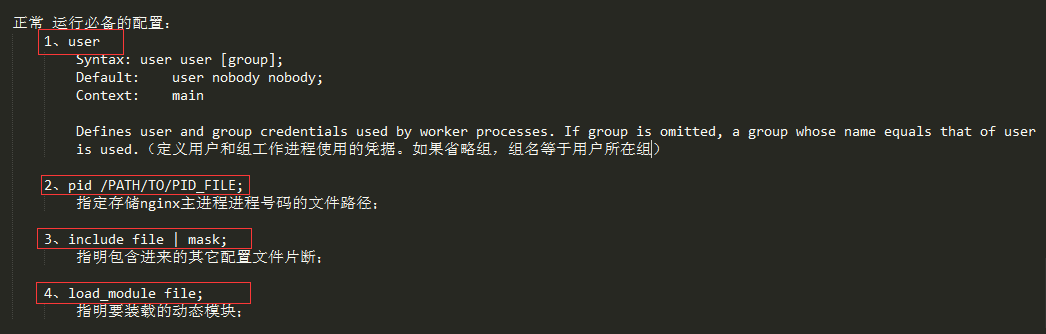 正常 运行必备的配置:
1、user
Syntax: user user [group];
Default: user nobody nobody;
Context: main
Defines user and group credentials used by worker processes. If group is omitted, a group whose name equals that of user
is used.（定义用户和组工作进程使用的凭据。如果省略组，组名等于用户所在组）
2、pid /PATH/TO/PID_FILE;
指定存储nginx主进程进程号码的文件路径;
3、include file | mask;
指明包含进来的其它配置文件片断;
4、load_module file;
指明要装载的动态模块;